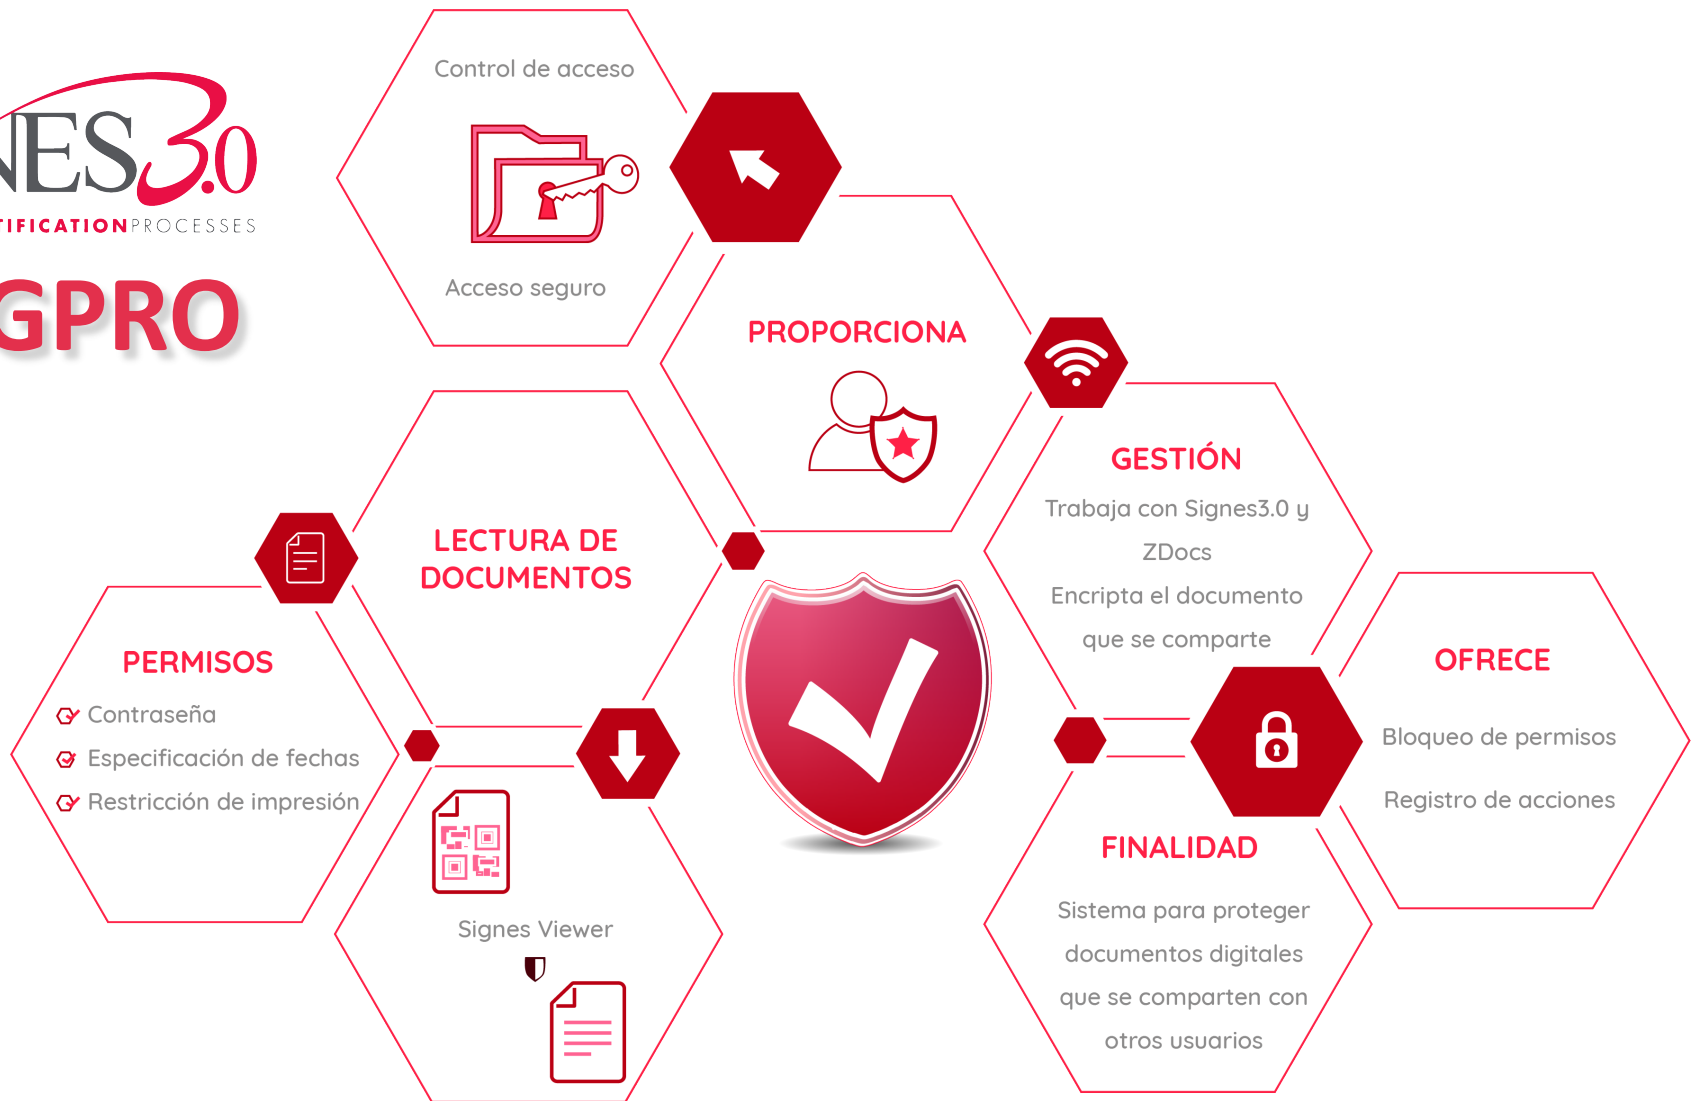 NES3.0
TIFICATIONPROCESSES
GPRO
Control de acceso
Acceso seguro
PROPORCIONA
GESTIÓN
Trabaja con Signes3.0 y
ZDocs
Encripta el documento
que se comparte
LECTURA DE
DOCUMENTOS
PERMISOS
Contraseña
Especificación de fechas
Restricción de impresión
OFRECE
Bloqueo de permisos
Registro de acciones
Signes Viewer
FINALIDAD
Sistema para proteger
documentos digitales
que se comparten con
otros usuarios